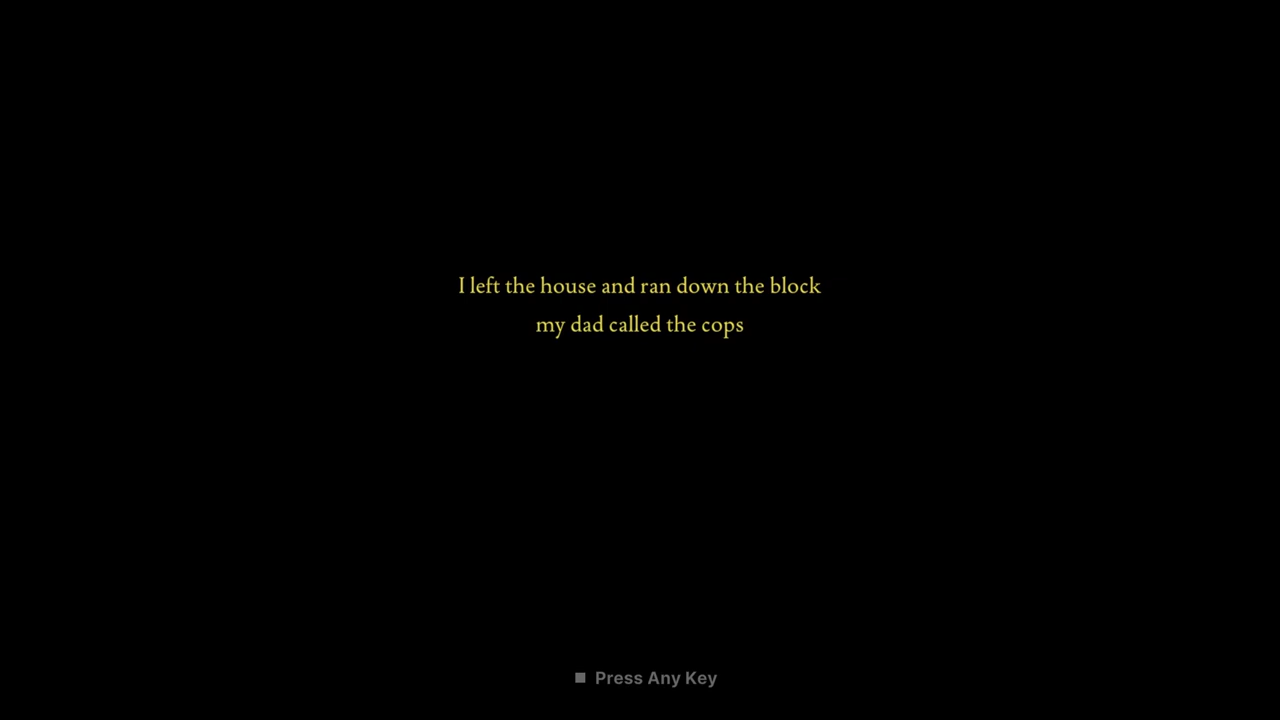 I left the house and ran down the block
my dad called the cops
Press Any Key